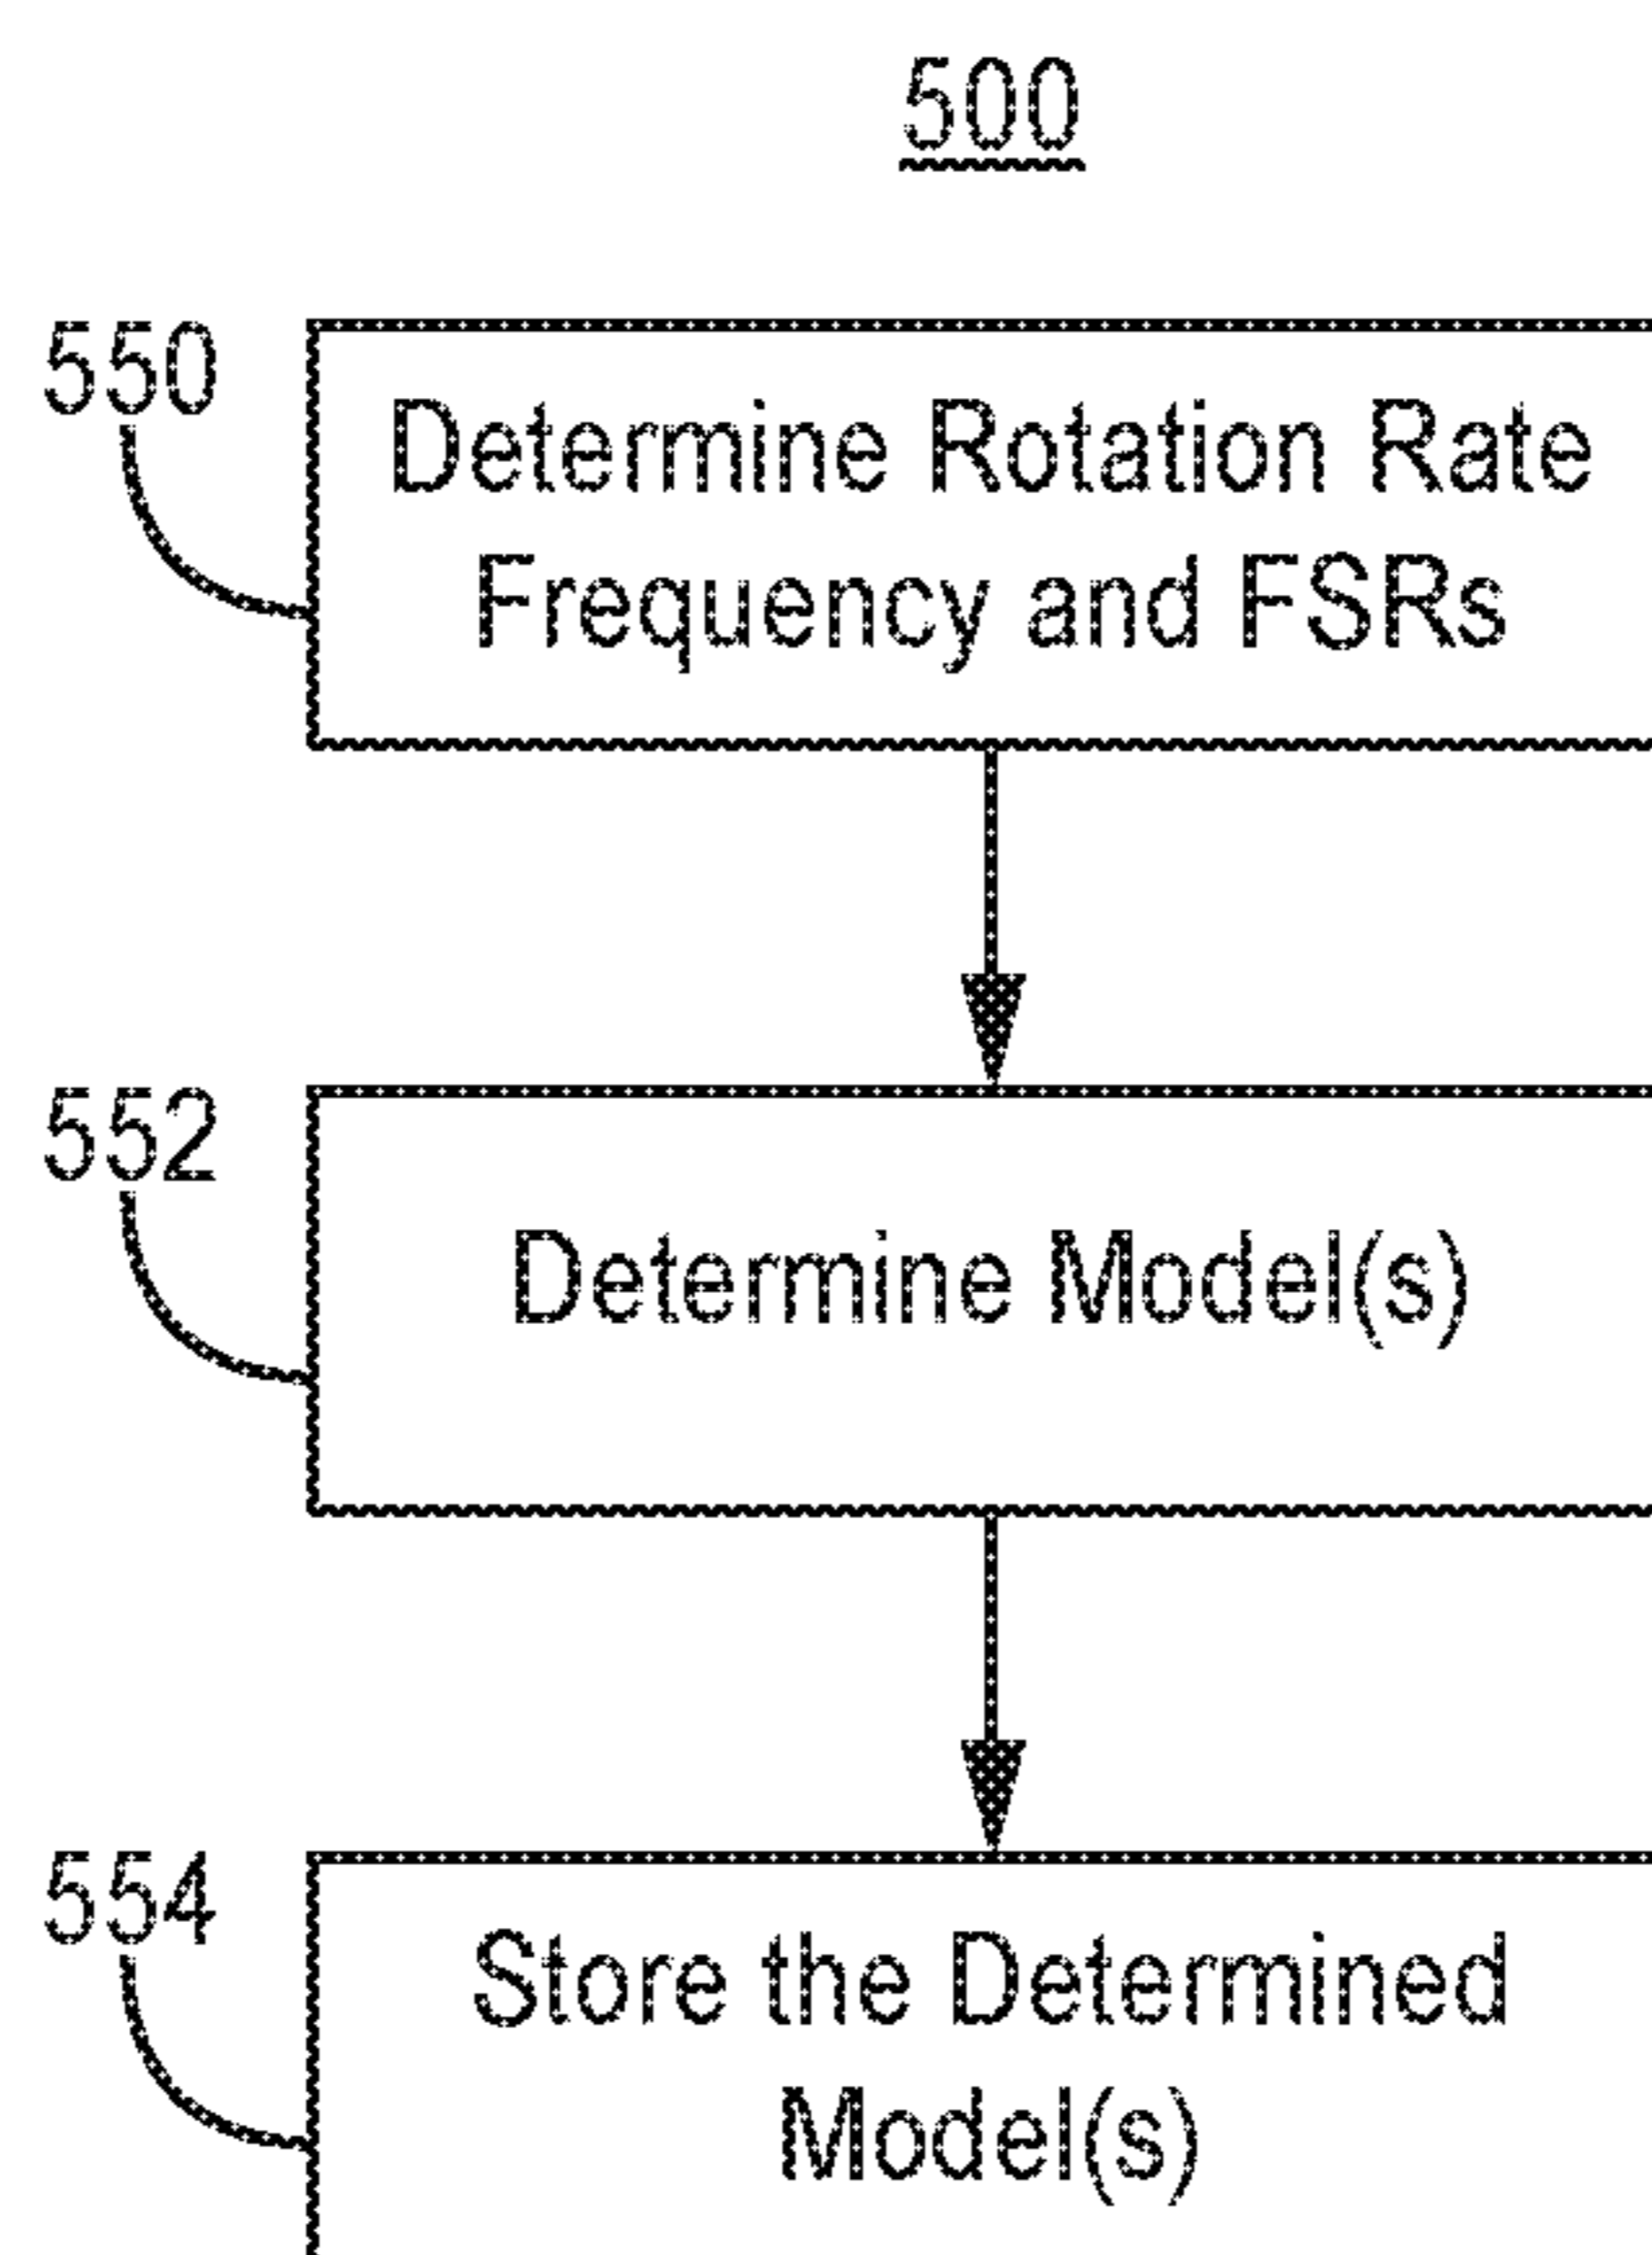 500
550
Determine Rotation Rate
Frequency and FSRs
552
Determine Model(s)
554
Store the Determined
Model(s)